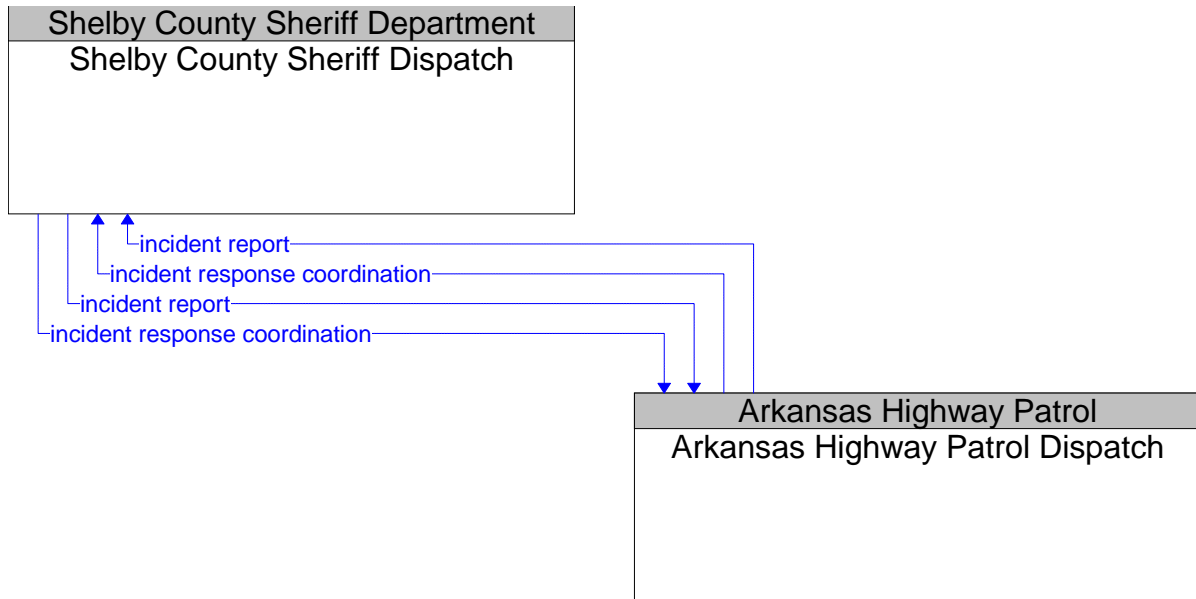 Shelby County Sheriff Department
Shelby County Sheriff Dispatch
incident report
incident response coordination
incident report
incident response coordination
Arkansas Highway Patrol
Arkansas Highway Patrol Dispatch